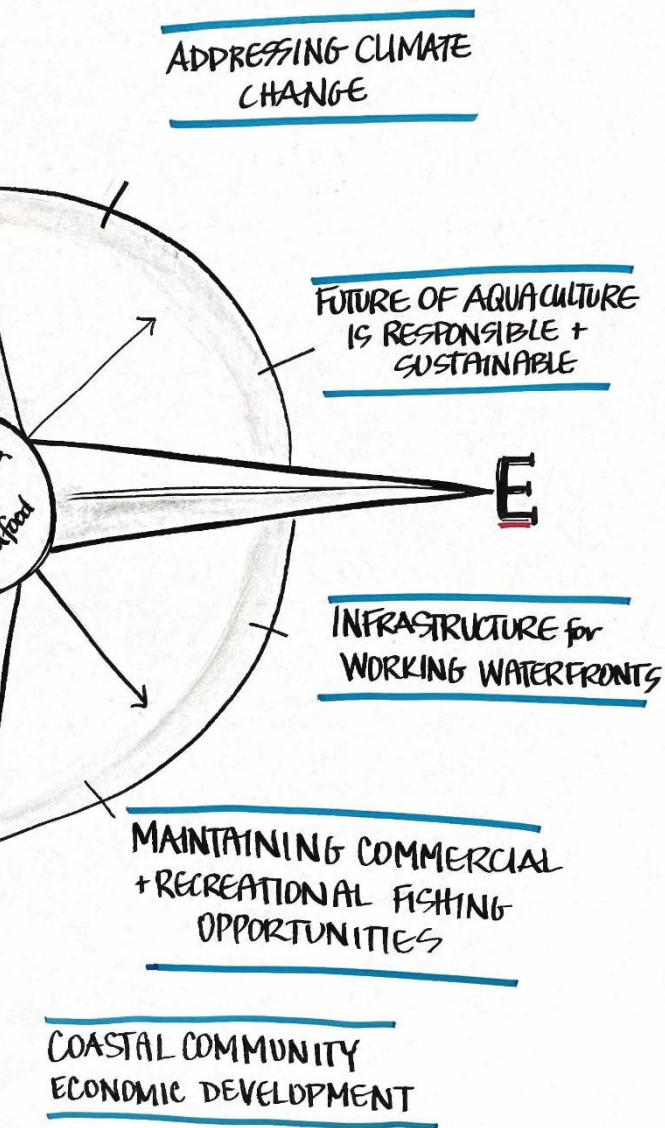 ADDRESSING CLIMATE
CHANGE
FUTURE OF AQUACULTURE
IS RESPONSIBLE +
SUSTAINABLE
E
INFRASTRUCTURE for
WORKING WATERFRONTS
MAINTAINING COMMERCIAL
+ RECREATIONAL FISHING
OPPORTUNITIES
COASTAL COMMUNITY
ECONOMIC DEVELOPMENT